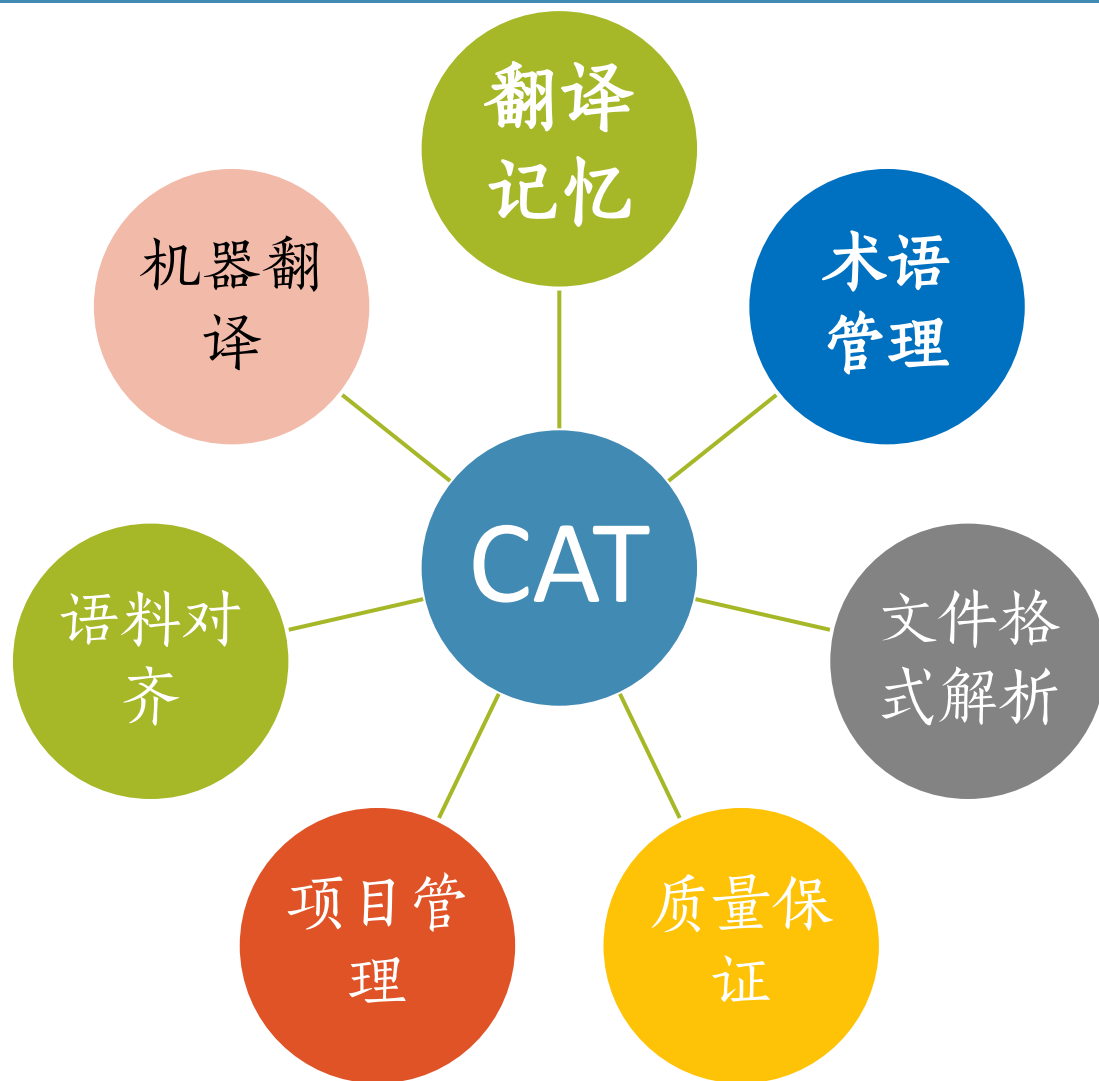 翻译
记忆
机器翻
译
术语
管理
CAT
语料对
齐
文件格
式解析
项目管
理
质量保
证